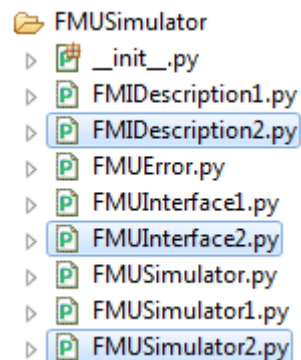 FMUSimulator
__init__.py
FMIDescription1.py
FMIDescription2.py
FMUError.py
FMUInterface1.py
FMUInterface2.py
FMUSimulator.py
FMUSimulator1.py
FMUSimulator2.py